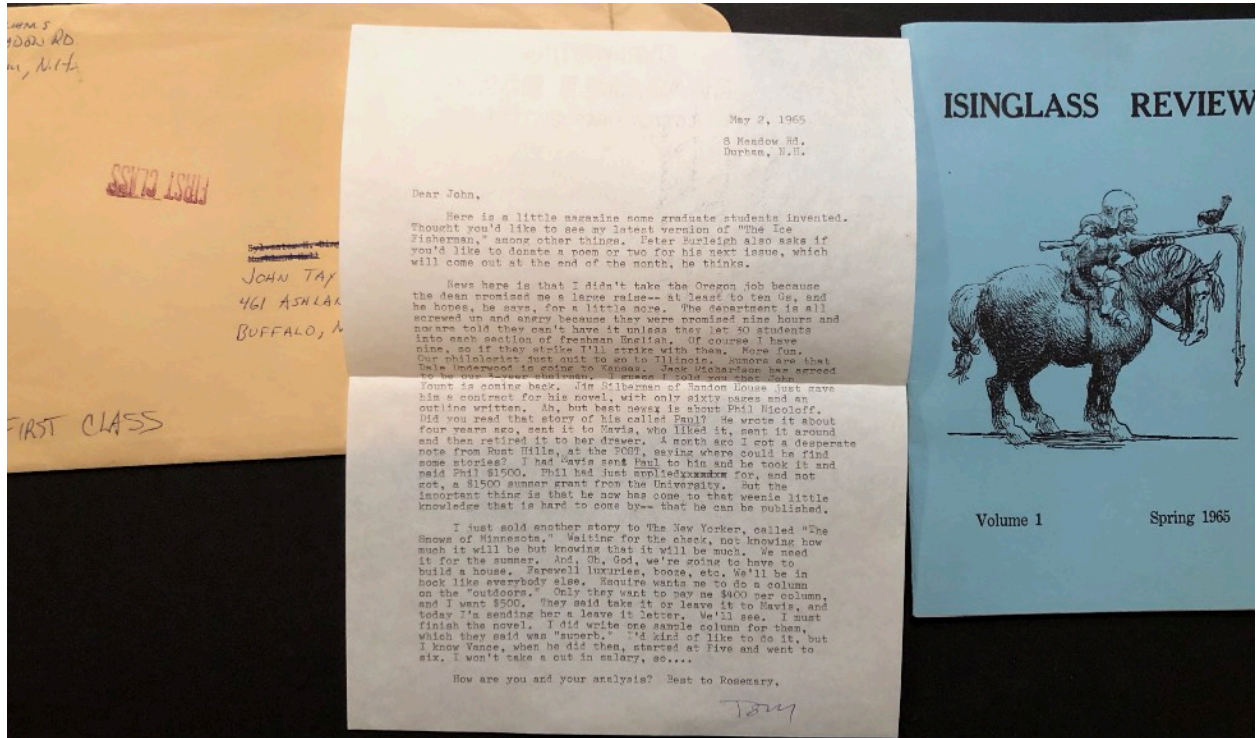 DON RD
N.H.
FIRST CLASS
JOHN TAY
461 ASHLAN
BUFFALO, N
FIRST CLASS
May 2, 1965
8 Meadow Rd.
Durham, N.H.
Dear John,
Here is a little magazine some graduate students invented.
Thought you'd like to see my latest version of "The Ice
Fisherman," among other things. Peter Burleigh also asks if
you'd like to donate a poem or two for his next issue, which
will come out at the end of the month, he thinks.
News here is that I didn't take the Oregon job because
the dean promised me a large raise-- at least to ten Gs, and
he hopes, he says, for a little more. The department is all
screwed up and angry because they were promised nine hours and
now are told they can't have it unless they let 30 students
into each section of freshman English. Of course I have
nine, so if they strike I'll strike with them. More fun.
Our philologist just quit to go to Illinois. Rumors are that
Dale Underwood is going to Kansas. Jack Richardson has agreed
to be our chairman. I guess I told you that John
Yount is coming back. Jim Silberman of Random House just gave
him a contract for his novel, with only sixty pages and an
outline written. Ah, but best news is about Phil Nicoloff.
Did you read that story of his called Paul? He wrote it about
four years ago, sent it to Mavis, who liked it, sent it around
and then retired it to her drawer. A month ago I got a desperate
note from Rust Hills, at the POST, saying where could he find
some stories? I had Mavis sent Paul to him and he took it and
paid Phil $1500. Phil had just applied for, and not
got, a $1500 summer grant from the University. But the
important thing is that he now has come to that weenie little
knowledge that is hard to come by-- that he can be published.
I just sold another story to The New Yorker, called "The
Snows of Minnesota." Waiting for the check, not knowing how
much it will be but knowing that it will be much. We need
it for the summer. And, Oh, God, we're going to have to
build a house. Farewell luxuries, booze, etc. We'll be in
hock like everybody else. Esquire wants me to do a column
on the "outdoors." Only they want to pay me $400 per column,
and I want $500. They said take it or leave it to Mavis, and
today I'm sending her a leave it letter. We'll see. I must
finish the novel. I did write one sample column for them,
which they said was "superb." I'd kind of like to do it, but
I know Vance, when he did them, started at Five and went to
six. I won't take a cut in salary, so....
How are you and your analysis? Best to Rosemary,
Tom
ISINGLASS REVIEW
Volume 1 Spring 1965